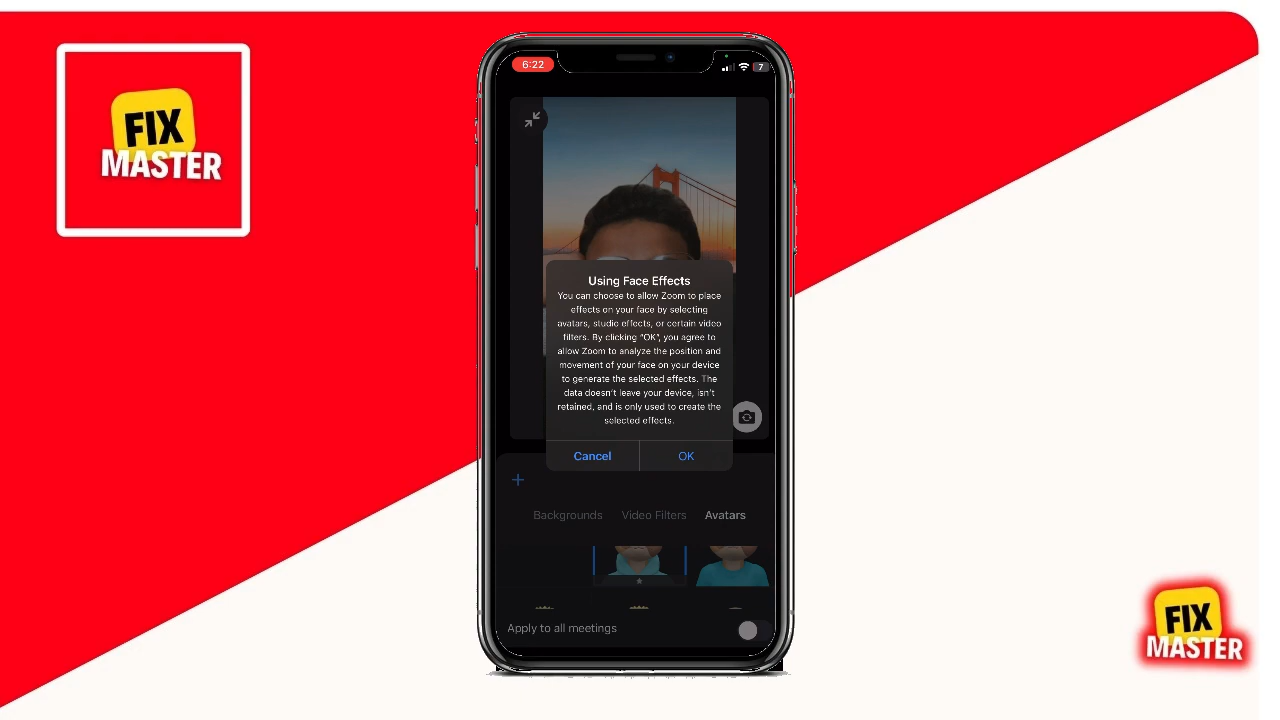 FIX
MASTER
6:22
7
Using Face Effects
You can choose to allow Zoom to place
effects on your face by selecting
avatars, studio effects, or certain video
filters. By clicking “OK”, you agree to
allow Zoom to analyze the position and
movement of your face on your device
to generate the selected effects. The
data doesn’t leave your device, isn’t
retained, and is only used to create the
selected effects.
Cancel OK
Backgrounds Video Filters Avatars
Apply to all meetings
FIX
MASTER